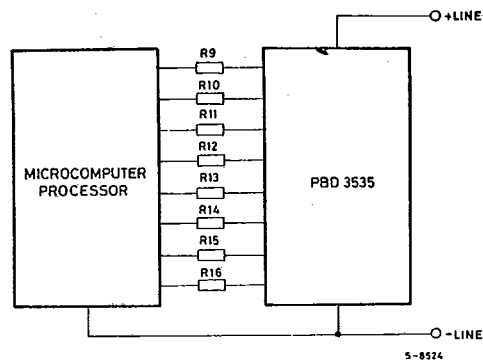 +LINE
R9
R10
R11
MICROCOMPUTER
PROCESSOR
R12
PBD 3535
R13
R14
R15
R16
-LINE
5-8524